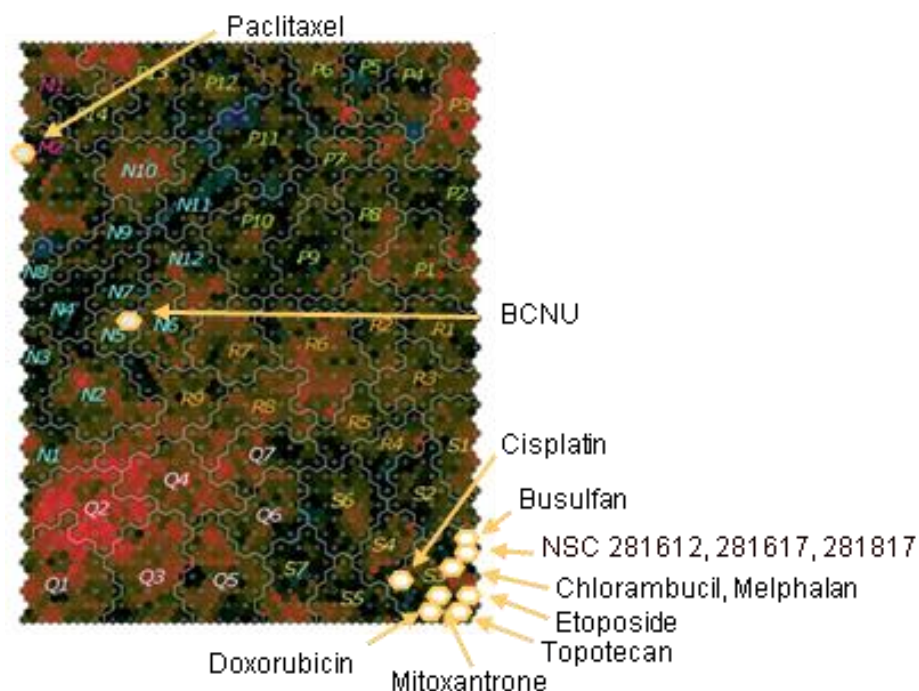 Paclitaxel
P13
P12
P6
P5
P4
N1
P3
P14
M2
P11
P7
N10
P2
N11
P10
P8
N9
N12
P9
P1
N8
N7
N4
BCNU
N5
N6
R2
R1
N3
R7
R6
R3
N2
R9
R8
R5
R4
S1
Cisplatin
N1
Q7
Q4
S2
Busulfan
Q2
S6
Q6
S4
NSC 281612, 281617, 281817
Q1
Q3
Q5
S7
S3
Chlorambucil, Melphalan
S5
Etoposide
Topotecan
Doxorubicin
Mitoxantrone